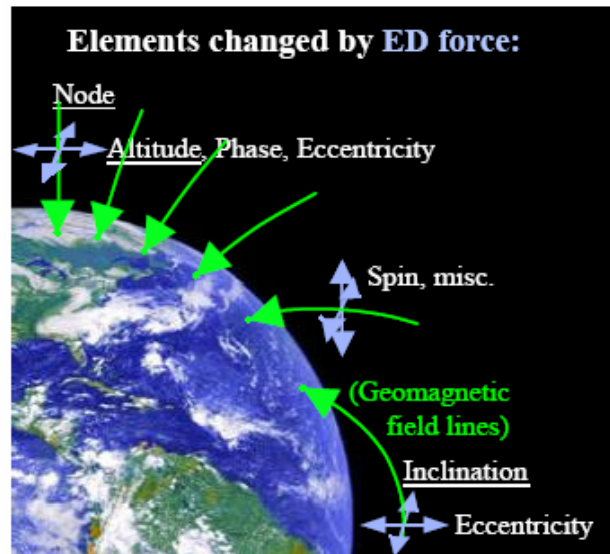 Elements changed by ED force:
Node
Altitude, Phase, Eccentricity
Spin, misc.
(Geomagnetic
field lines)
Inclination
Eccentricity